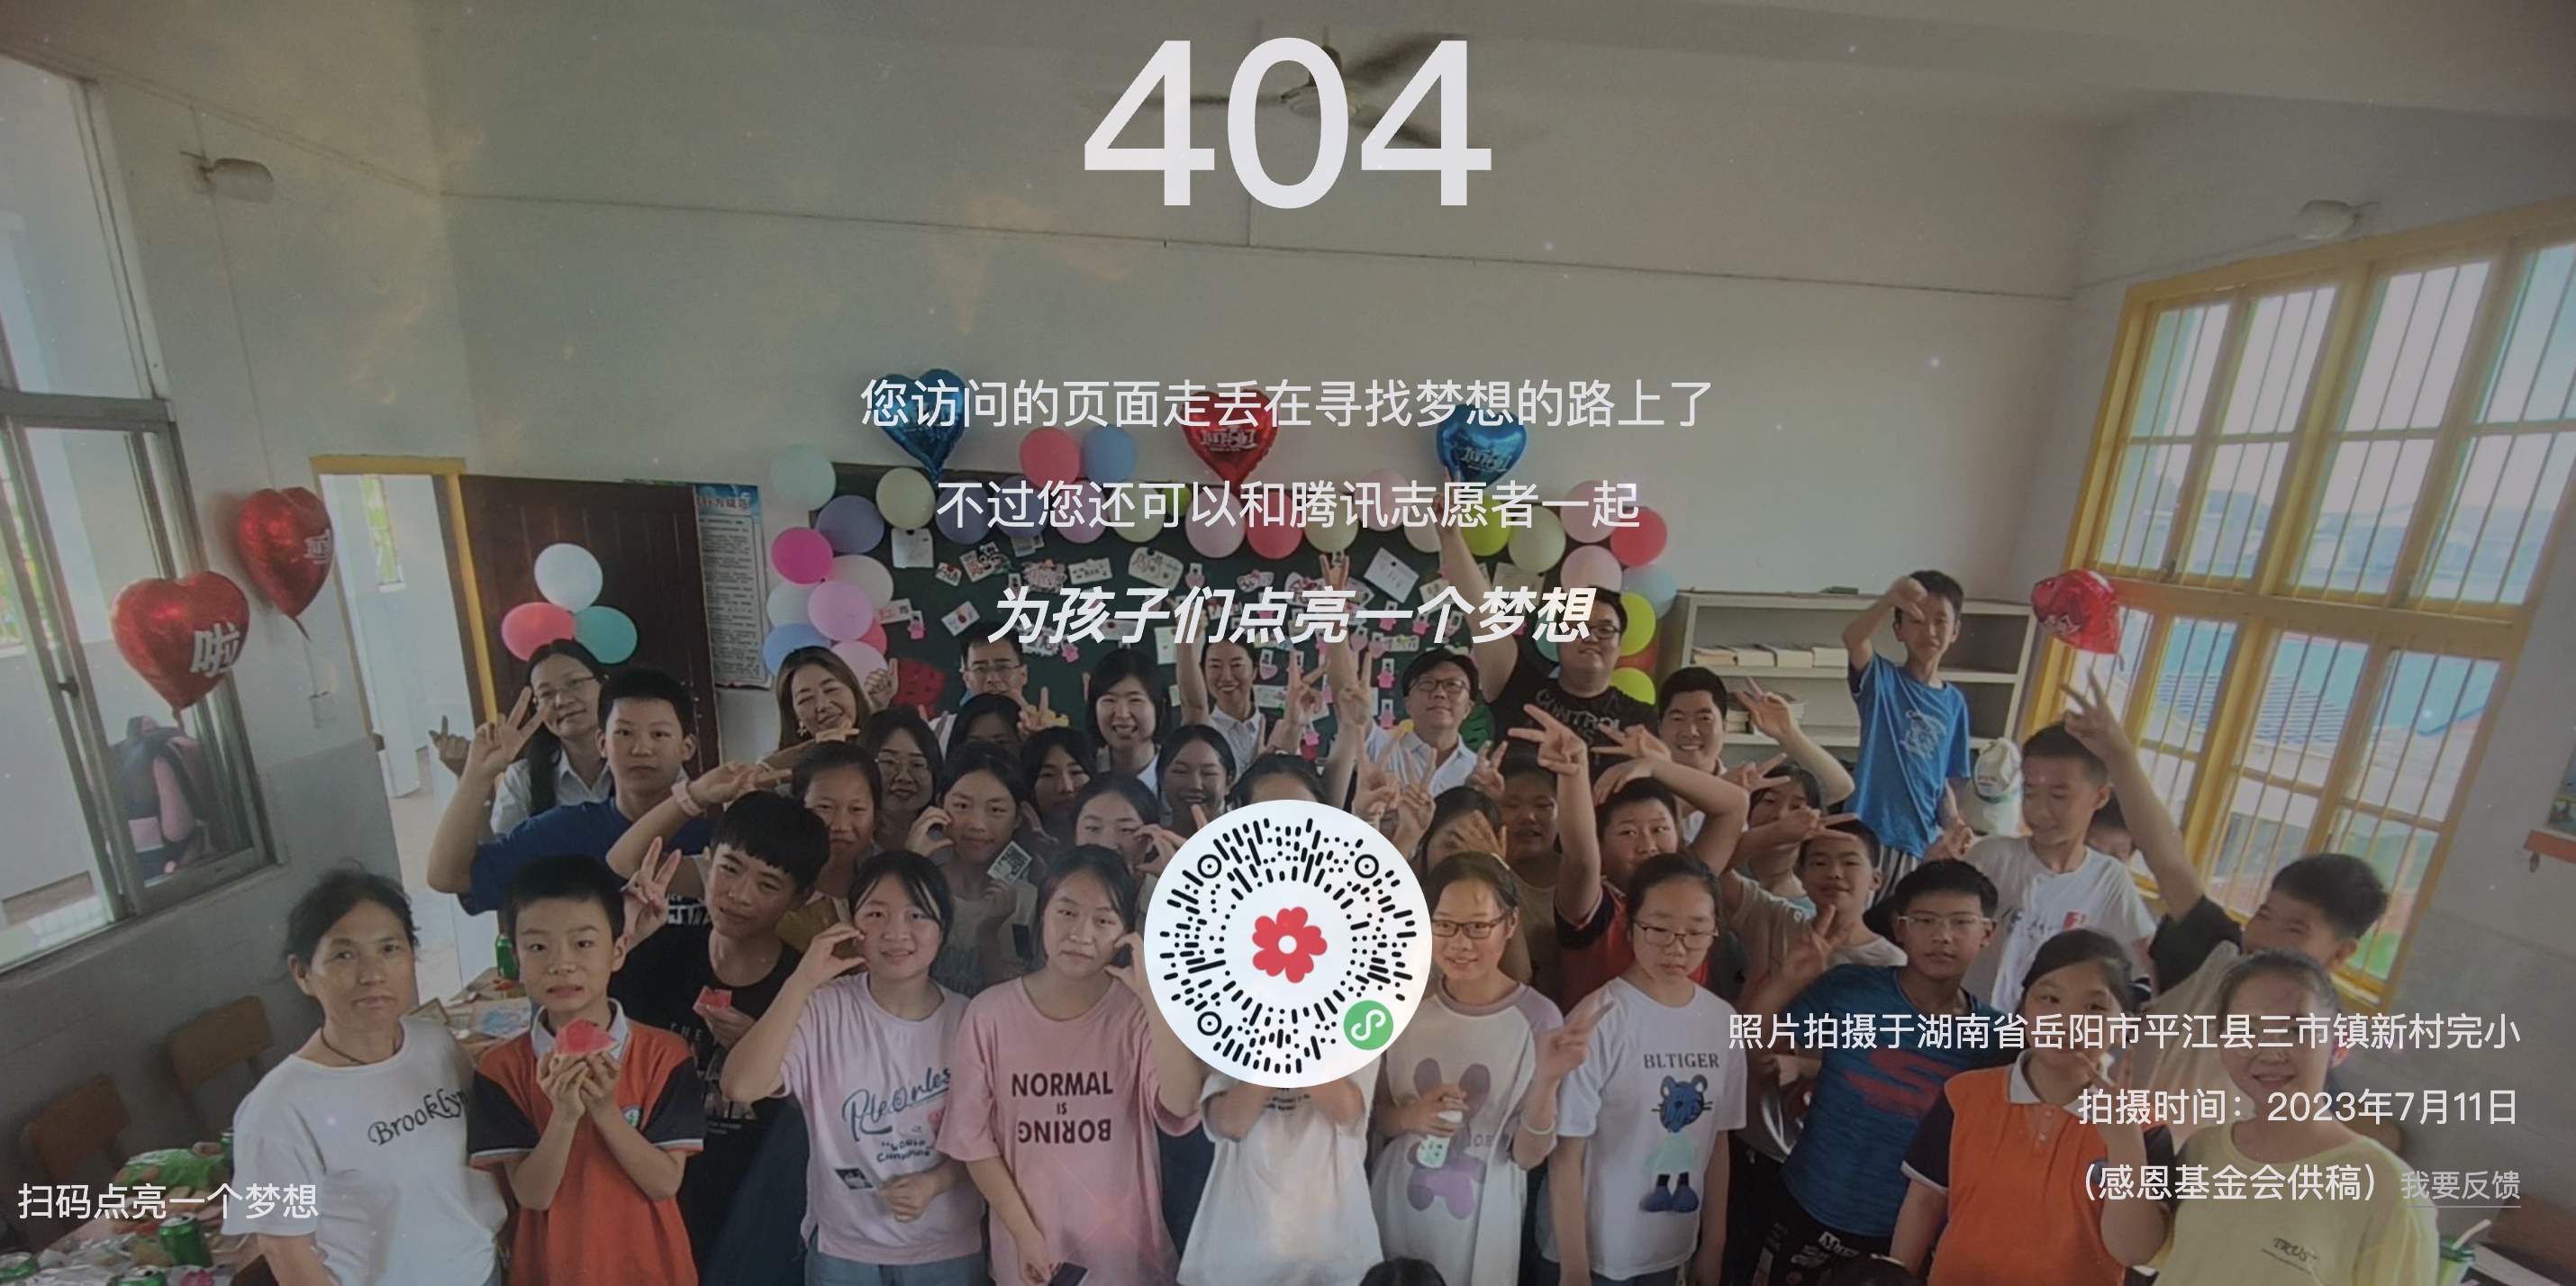 404
您访问的页面走丢在寻找梦想的路上了
不过您还可以和腾讯志愿者一起
为孩子们点亮一个梦想
啦
CONTROL
Brooklyn
NORMAL
IS
BORING
BLTIGER
照片拍摄于湖南省岳阳市平江县三市镇新村完小
拍摄时间：2023年7月11日
（感恩基金会供稿） 我要反馈
扫码点亮一个梦想
TRUST